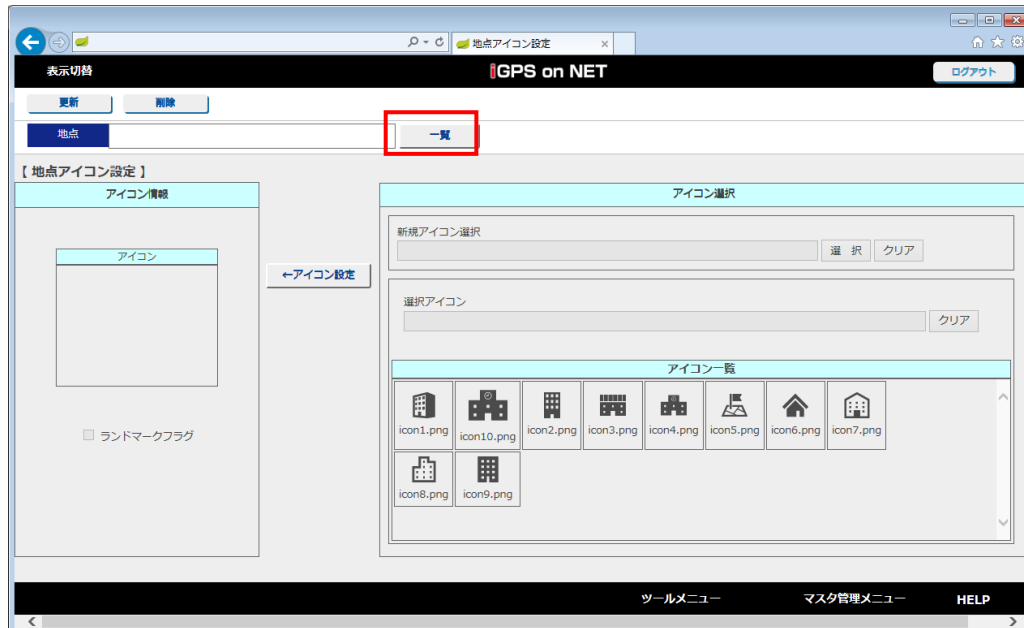 地点アイコン設定
表示切替
iGPS on NET
ログアウト
更新 削除
地点 一覧
【 地点アイコン設定 】
アイコン情報
アイコン選択
新規アイコン選択
選 択 クリア
アイコン
←アイコン設定
選択アイコン
クリア
アイコン一覧
icon1.png icon10.png icon2.png icon3.png icon4.png icon5.png icon6.png icon7.png
ランドマークフラグ
icon8.png icon9.png
ツールメニュー マスタ管理メニュー HELP